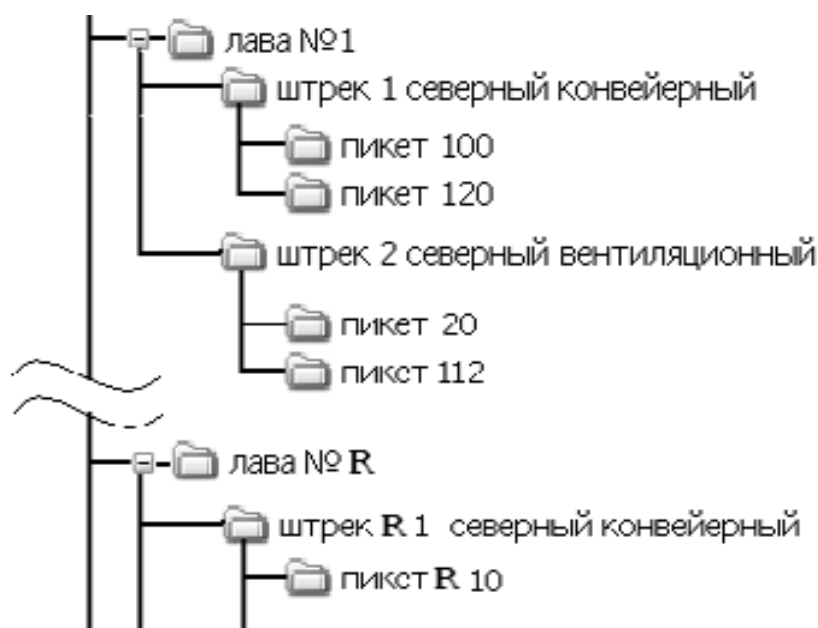 лава №1
штрек 1 северный конвейерный
пикет 100
пикет 120
штрек 2 северный вентиляционный
пикет 20
пикст 112
лава № R
штрек R 1 северный конвейерный
пикст R 10